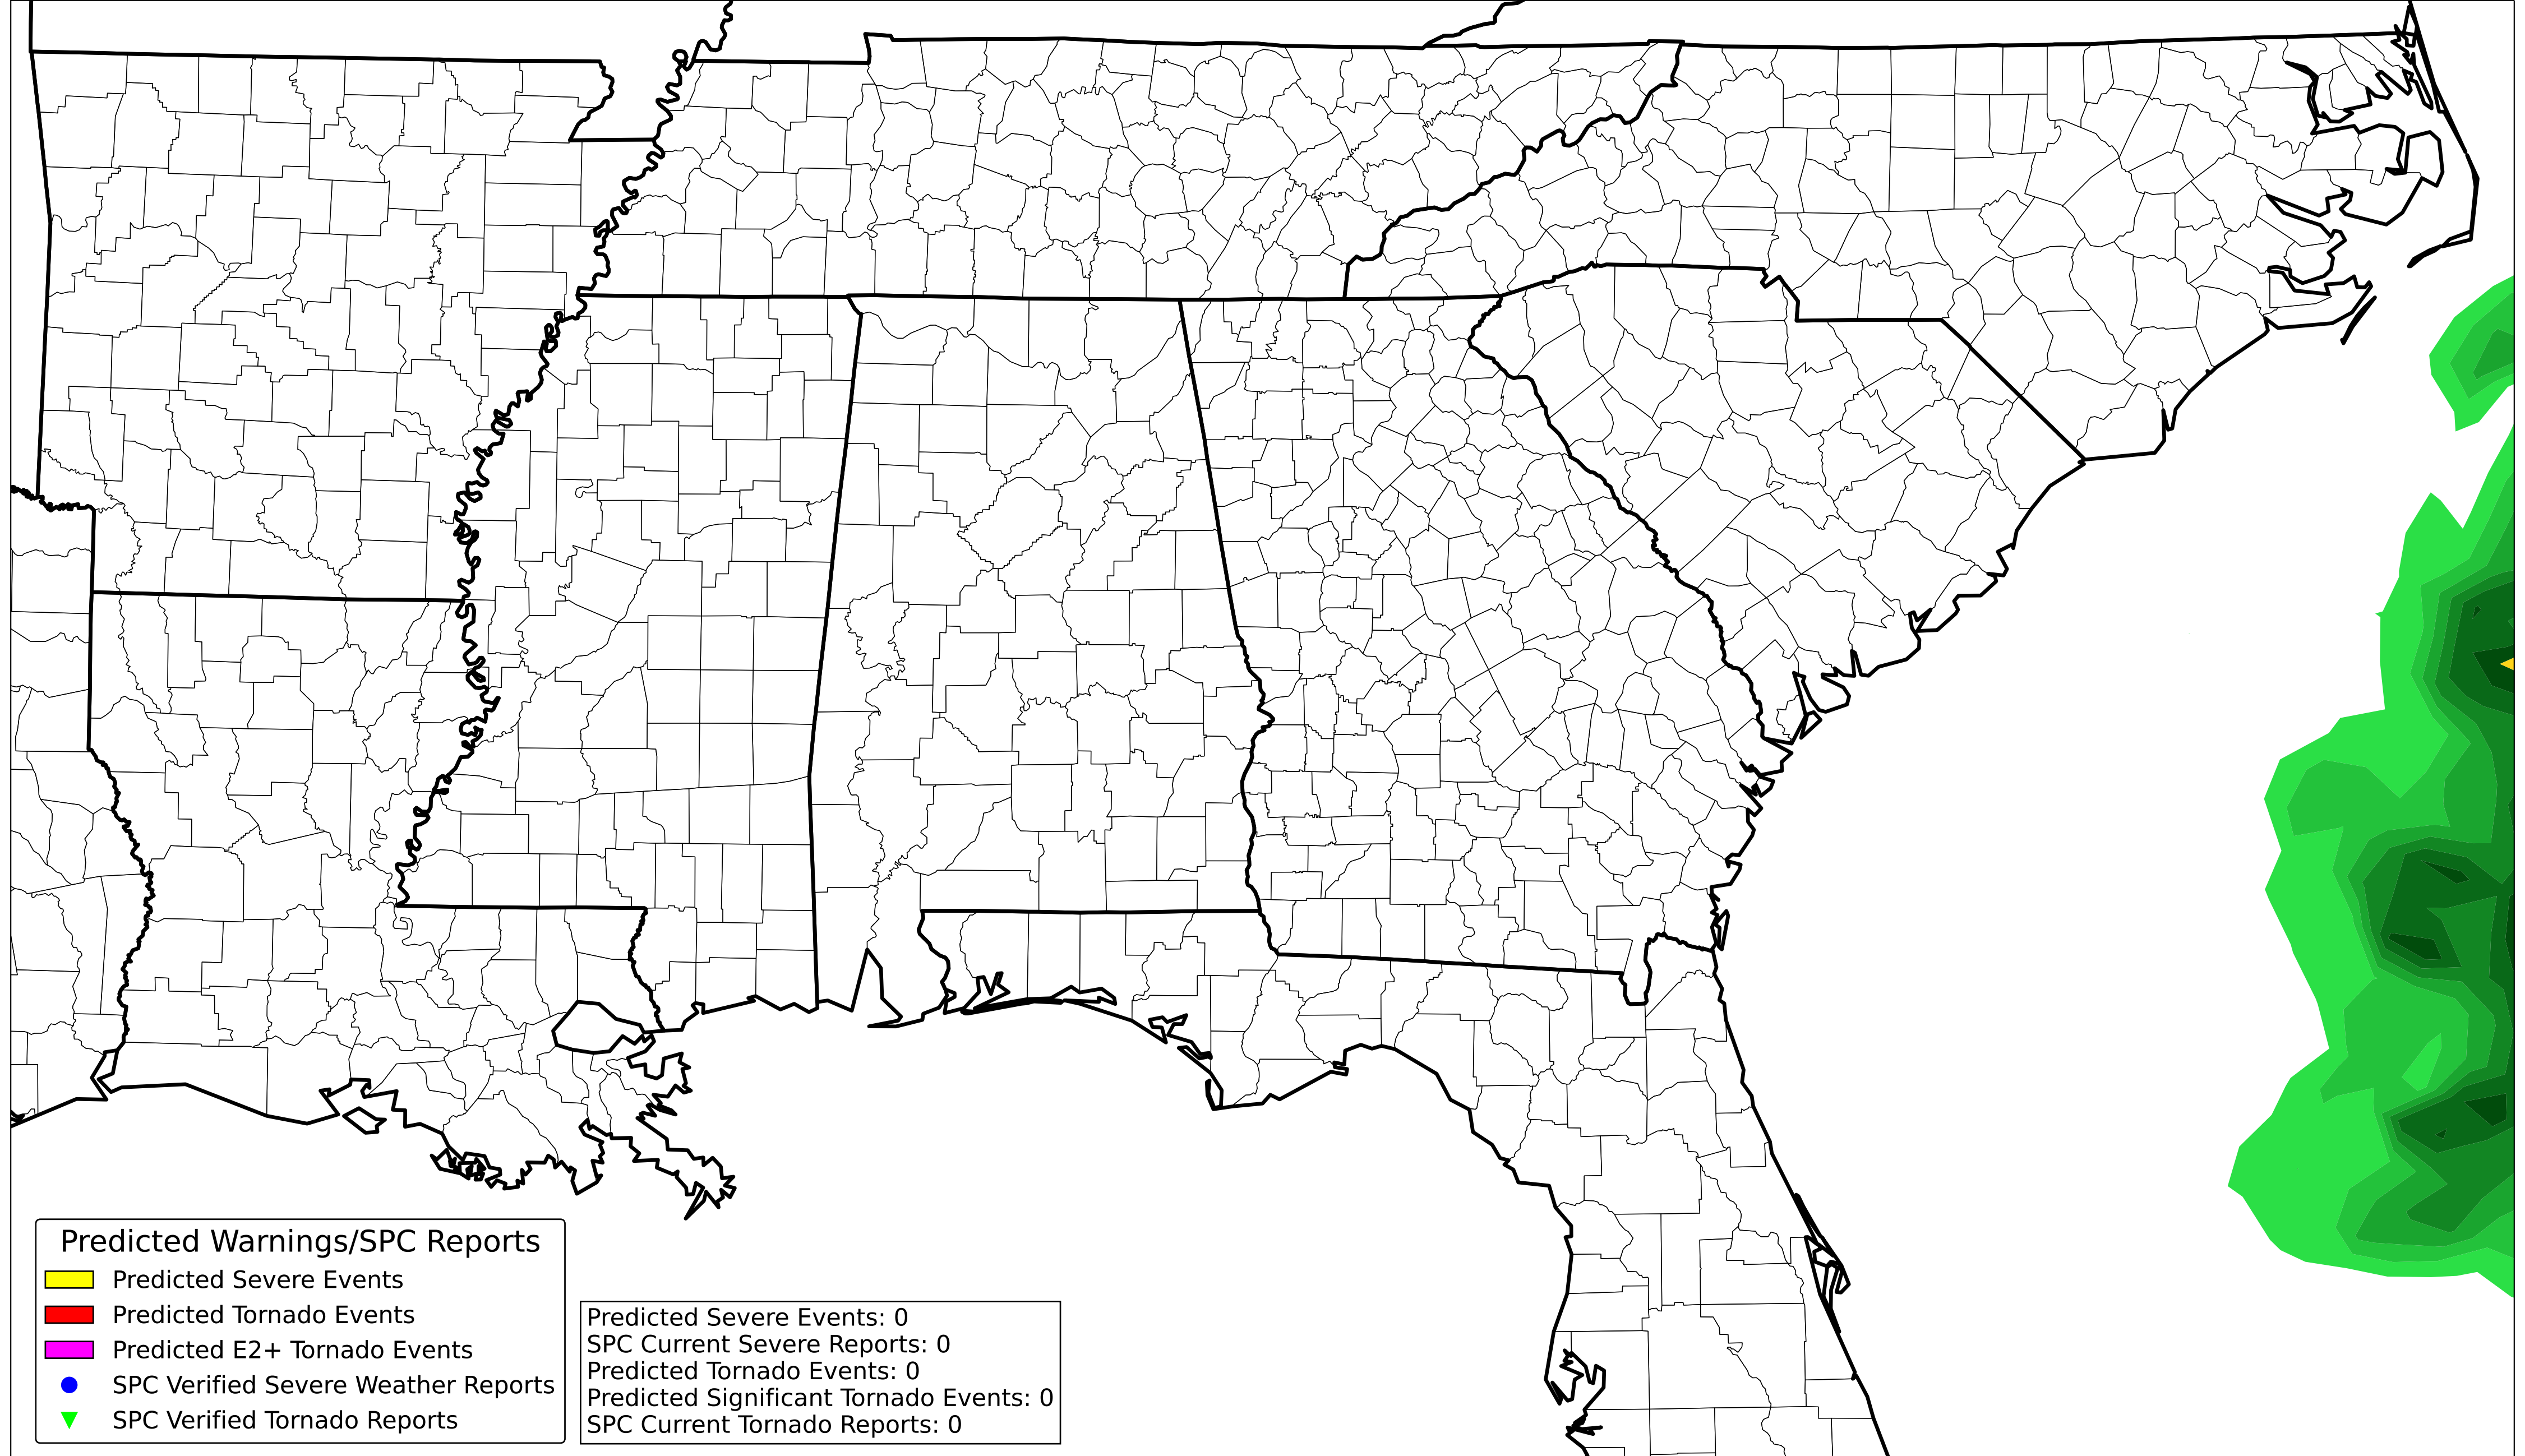 Predicted Warnings/SPC Reports
Predicted Severe Events
Predicted Tornado Events
Predicted E2+ Tornado Events
SPC Verified Severe Weather Reports
SPC Verified Tornado Reports
Predicted Severe Events: 0
SPC Current Severe Reports: 0
Predicted Tornado Events: 0
Predicted Significant Tornado Events: 0
SPC Current Tornado Reports: 0